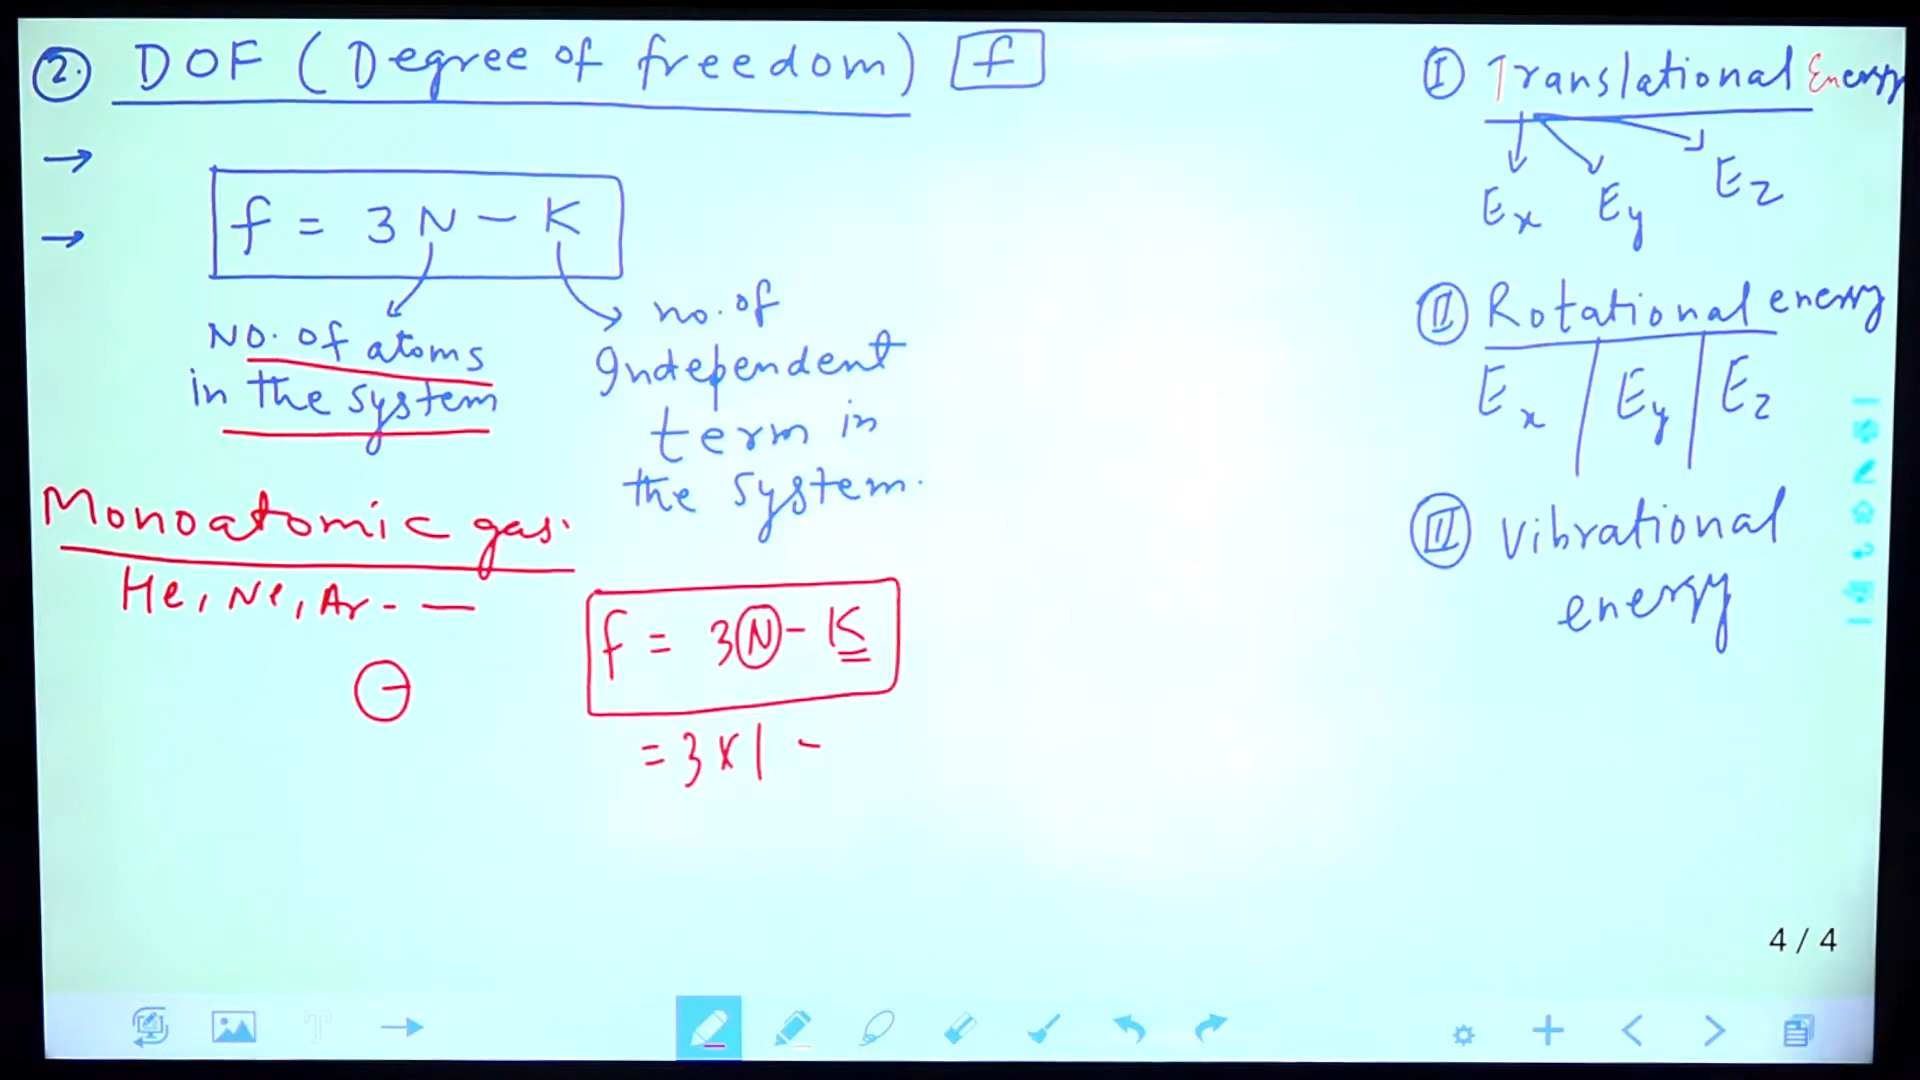 2. DOF (Degree of freedom) f
→
→
f = 3N - K
No. of atoms
in the system
no. of
Independent
term in
the system.
Monoatomic gas.
He, Ne, Ar - —
f = 3N - K
= 3 x 1 -
I Translational Energy
Ex Ey Ez
II Rotational energy
Ex / Ey / Ez
III Vibrational
energy
4 / 4